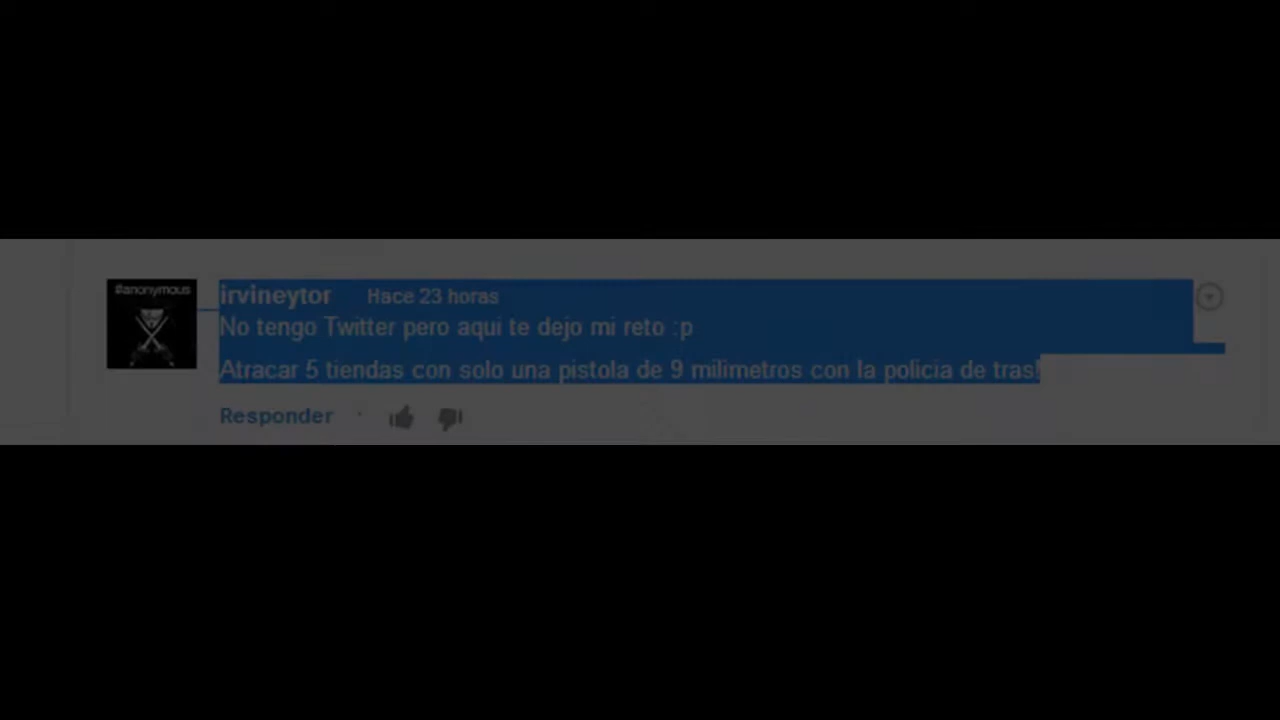 #anonymous
irvineytor Hace 23 horas
No tengo Twitter pero aqui te dejo mi reto :p
Atracar 5 tiendas con solo una pistola de 9 milimetros con la policia de tras!
Responder ·